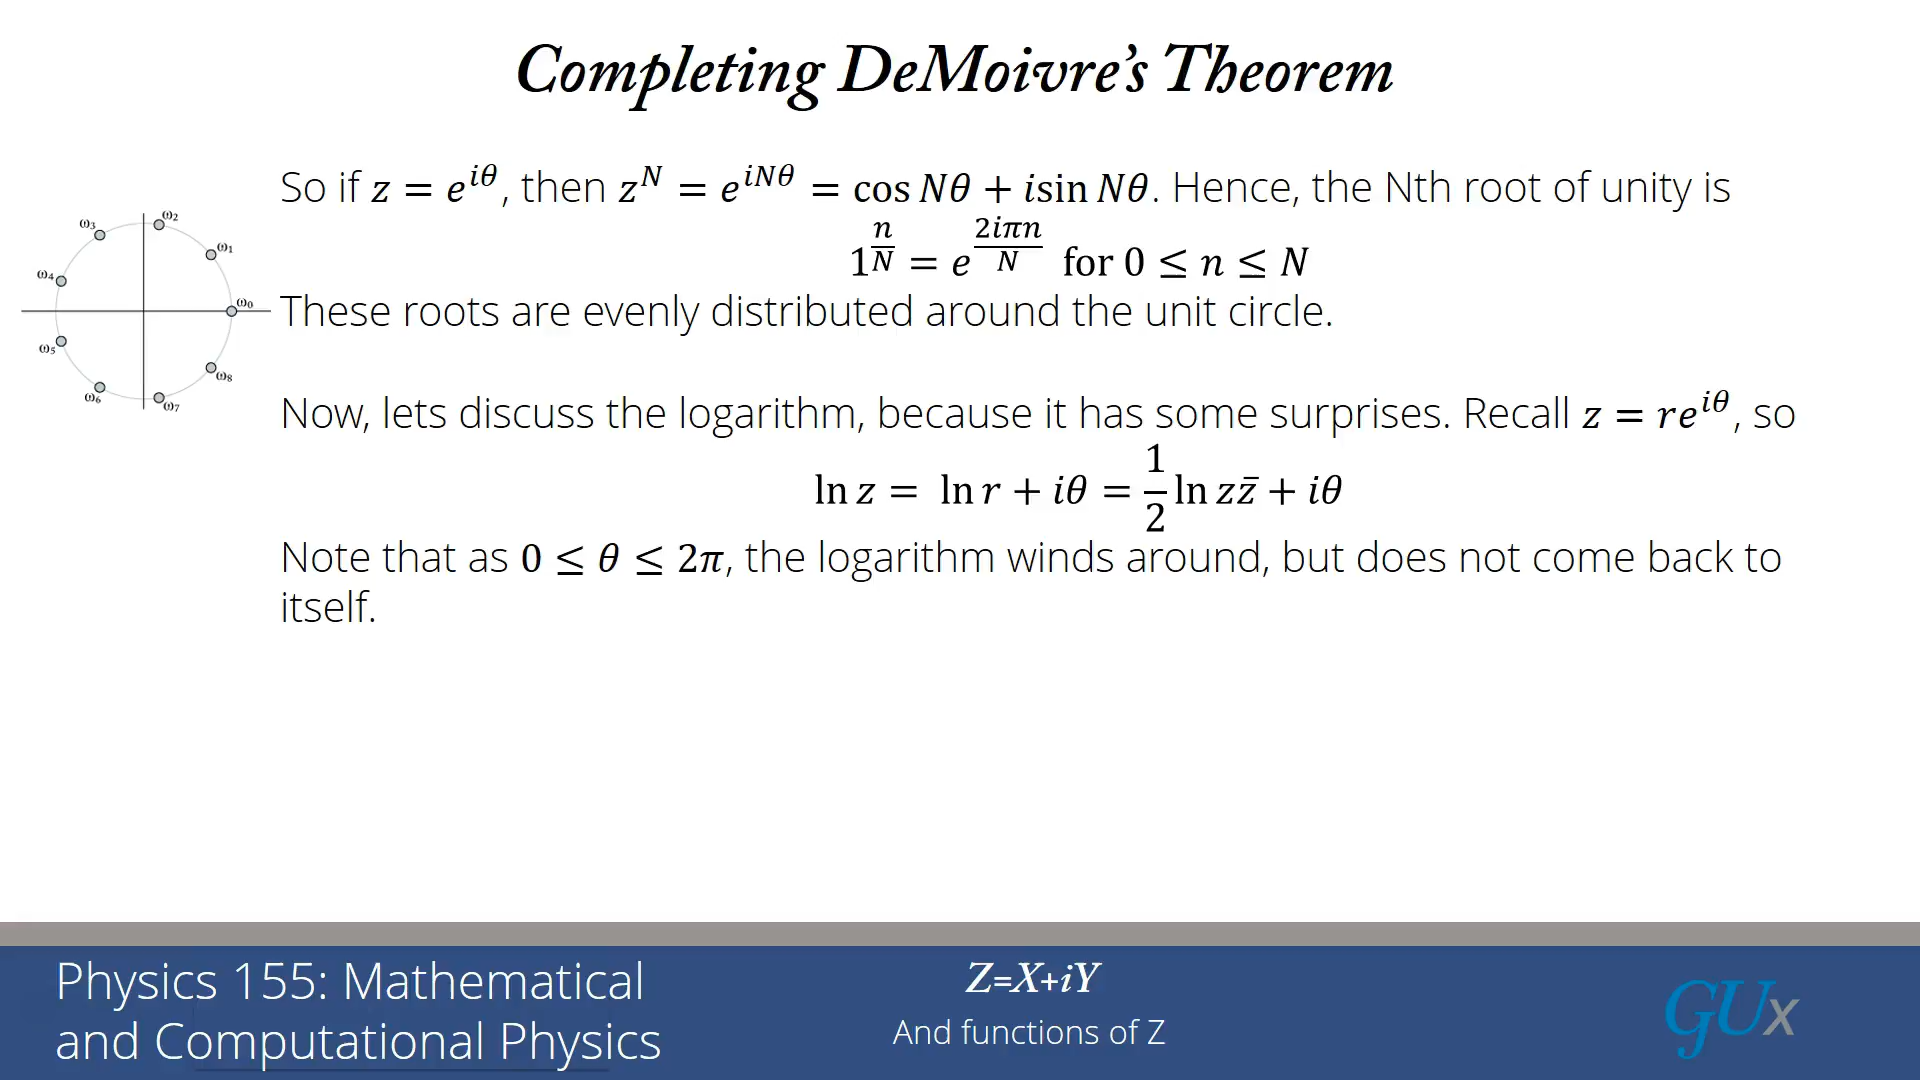 Completing DeMoivre's Theorem
So if z = e^{iθ}, then z^N = e^{iNθ} = cos Nθ + isin Nθ. Hence, the Nth root of unity is
1^{n/N} = e^{2iπn/N} for 0 ≤ n ≤ N
These roots are evenly distributed around the unit circle.
ω0
ω1
ω2
ω3
ω4
ω5
ω6
ω7
ω8
Now, lets discuss the logarithm, because it has some surprises. Recall z = re^{iθ}, so
ln z = ln r + iθ = 1/2 ln zz̄ + iθ
Note that as 0 ≤ θ ≤ 2π, the logarithm winds around, but does not come back to
itself.
Physics 155: Mathematical
and Computational Physics
Z=X+iY
And functions of Z
GUx